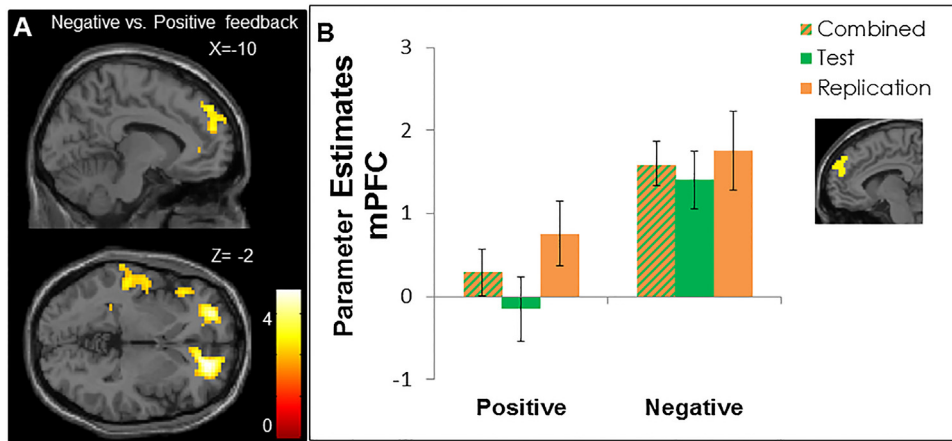 A
Negative vs. Positive feedback
X=-10
Z= -2
4
0
B
Parameter Estimates
mPFC
3
2
1
0
-1
Positive
Negative
Combined
Test
Replication